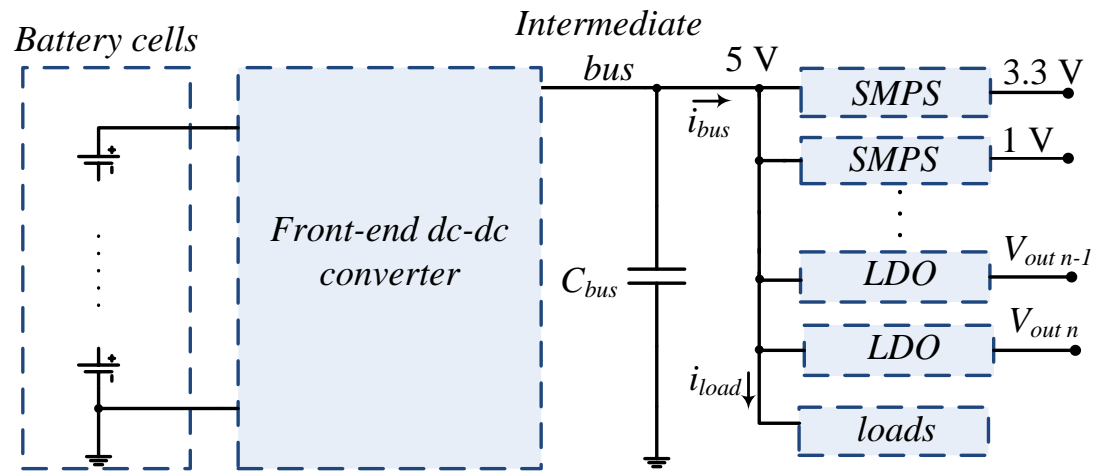 Battery cells
Intermediate
bus
5 V
3.3 V
SMPS
i_bus
1 V
SMPS
Front-end dc-dc
converter
C_bus
V_out n-1
LDO
V_out n
LDO
i_load
loads